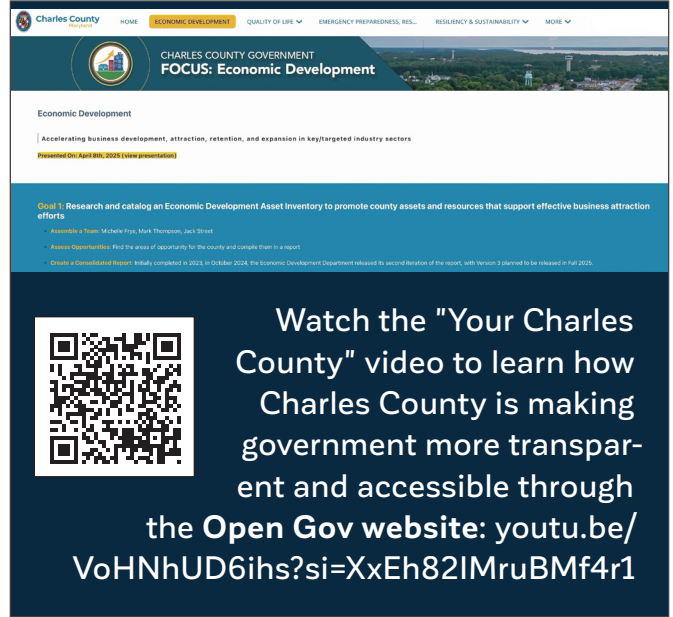 Charles County
Maryland
HOME
ECONOMIC DEVELOPMENT
QUALITY OF LIFE
EMERGENCY PREPAREDNESS, RES...
RESILIENCY & SUSTAINABILITY
MORE
CHARLES COUNTY GOVERNMENT
FOCUS: Economic Development
Economic Development
Accelerating business development, attraction, retention, and expansion in key/targeted industry sectors
Presented On: April 8th, 2025 (view presentation)
Goal 1: Research and catalog an Economic Development Asset Inventory to promote county assets and resources that support effective business attraction
efforts
• Assemble a Team: Michelle Frye, Mark Thompson, Jack Street
• Assess Opportunities: Find the areas of opportunity for the county and compile them in a report
• Create a Consolidated Report: Initially completed in 2023, in October 2024, the Economic Development Department released its second iteration of the report, with Version 3 planned to be released in Fall 2025.
Watch the "Your Charles
County" video to learn how
Charles County is making
government more transpar-
ent and accessible through
the Open Gov website: youtu.be/
VoHNhUD6ihs?si=XxEh82IMruBMf4r1